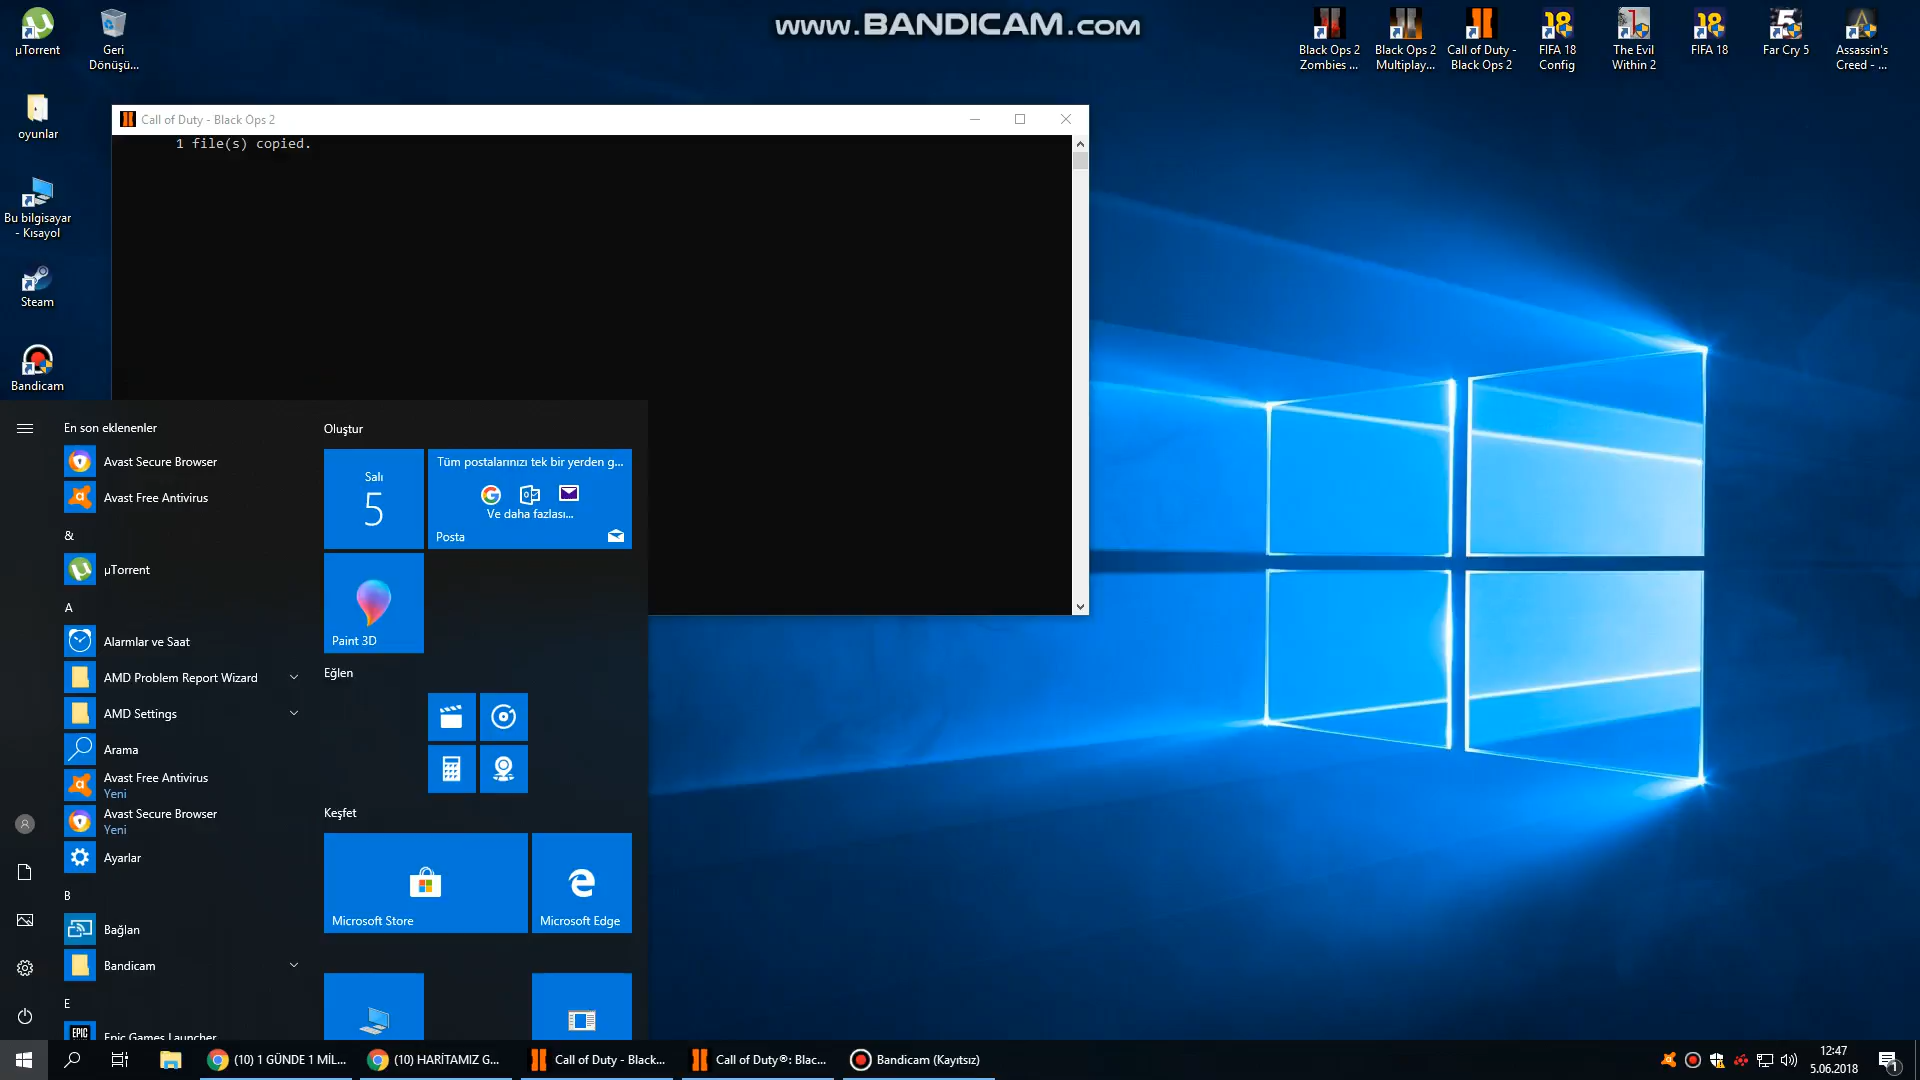 www.BANDICAM.com
µTorrent
Geri
Dönüşü...
Black Ops 2
Zombies ...
Black Ops 2
Multiplay...
Call of Duty -
Black Ops 2
FIFA 18
Config
The Evil
Within 2
FIFA 18
Far Cry 5
Assassin's
Creed - ...
oyunlar
Bu bilgisayar
- Kısayol
Steam
Bandicam
Call of Duty - Black Ops 2
1 file(s) copied.
En son eklenenler
Avast Secure Browser
Avast Free Antivirus
&
µTorrent
A
Alarmlar ve Saat
AMD Problem Report Wizard
AMD Settings
Arama
Avast Free Antivirus
Yeni
Avast Secure Browser
Yeni
Ayarlar
B
Bağlan
Bandicam
E
EPIC
Epic Games Launcher
Oluştur
Salı
5
Tüm postalarınızı tek bir yerden g...
Ve daha fazlası...
Posta
Paint 3D
Eğlen
Keşfet
Microsoft Store
Microsoft Edge
(10) 1 GÜNDE 1 MİL...
(10) HARİTAMIZ G...
Call of Duty - Black...
Call of Duty®: Blac...
Bandicam (Kayıtsız)
12:47
5.06.2018
1